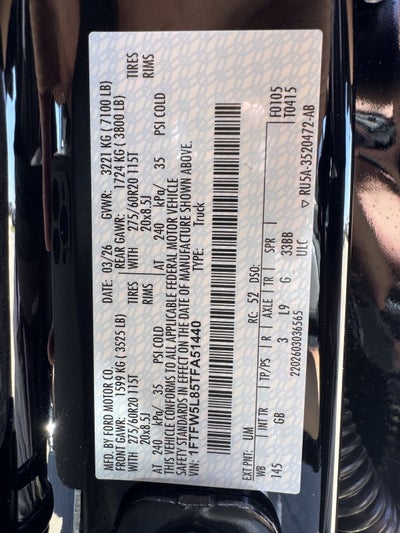 MFD. BY FORD MOTOR CO. DATE: 03/26 GVWR: 3221 KG ( 7100 LB)
FRONT GAWR: 1599 KG ( 3525 LB) REAR GAWR: 1724 KG ( 3800 LB)
WITH 275/60R20 115T TIRES WITH 275/60R20 115T TIRES
20x8.5J RIMS 20x8.5J RIMS
AT 240 kPa/ 35 PSI COLD AT 240 kPa/ 35 PSI COLD
THIS VEHICLE CONFORMS TO ALL APPLICABLE FEDERAL MOTOR VEHICLE
SAFETY STANDARDS IN EFFECT ON THE DATE OF MANUFACTURE SHOWN ABOVE.
VIN: 1FTFW5L85TFA51440 TYPE: Truck
F0105
T0415
EXT PNT: UM RC: 52 DSO:
WB INT TR TP/PS R AXLE TR SPR
145 GB 3 L9 G 33BB
ULC
2202603036565 ▽ RU5A-3520472-AB